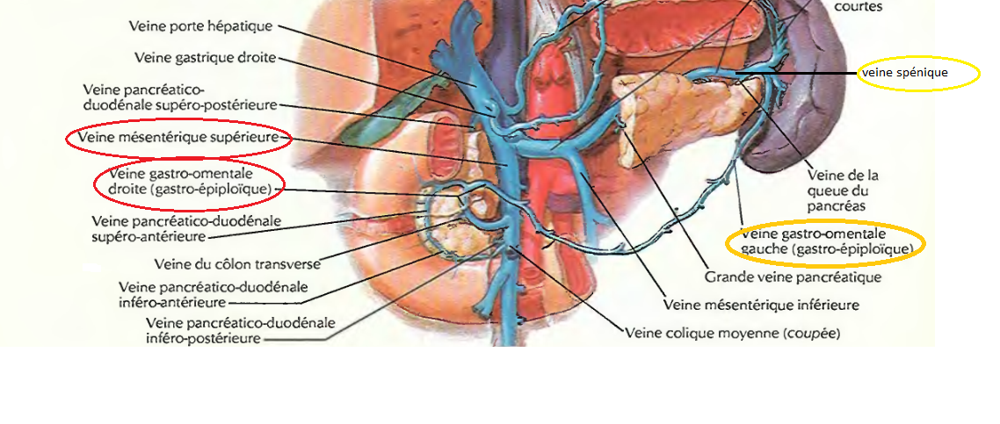 courtes
Veine porte hépatique
Veine gastrique droite
veine spénique
Veine pancréatico-
duodénale supéro-postérieure
Veine mésentérique supérieure
Veine gastro-omentale
droite (gastro-épiploïque)
Veine de la
queue du
pancréas
Veine pancréatico-duodénale
supéro-antérieure
Veine gastro-omentale
gauche (gastro-épiploïque)
Veine du côlon transverse
Grande veine pancréatique
Veine pancréatico-duodénale
inféro-antérieure
Veine mésentérique inférieure
Veine pancréatico-duodénale
inféro-postérieure
Veine colique moyenne (coupée)